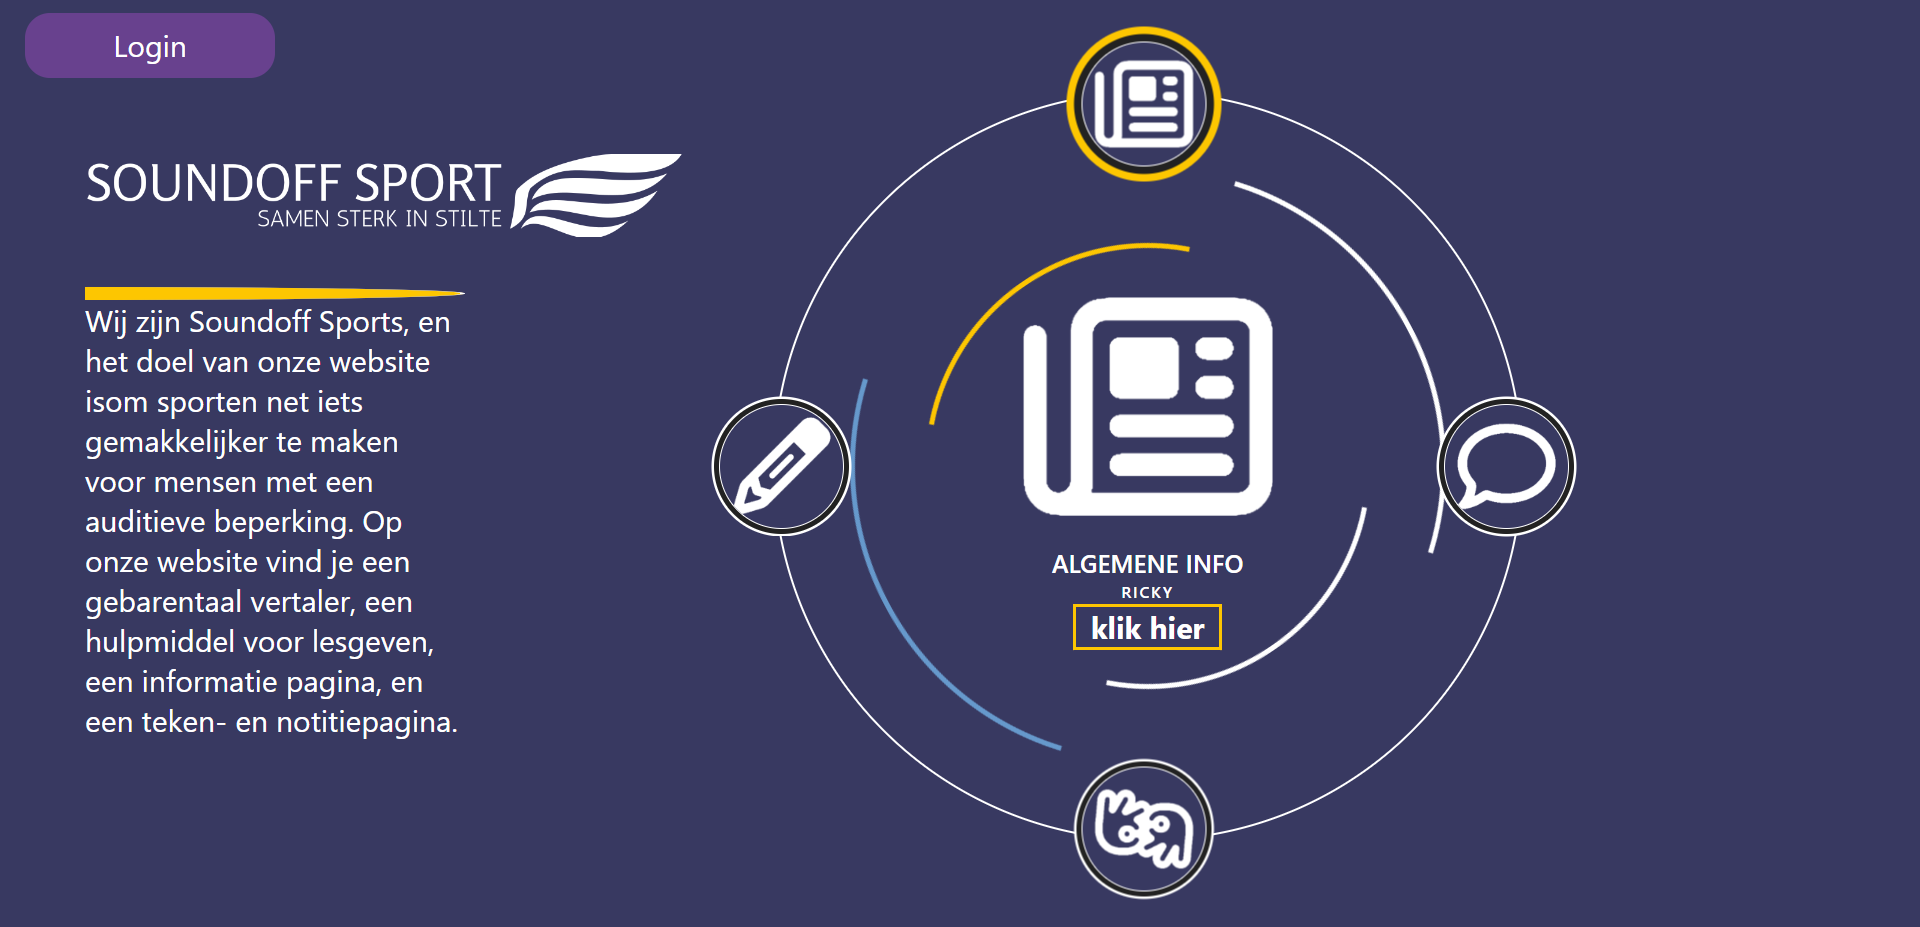 Login
SOUNDOFF SPORT
SAMEN STERK IN STILTE
Wij zijn Soundoff Sports, en
het doel van onze website
isom sporten net iets
gemakkelijker te maken
voor mensen met een
auditieve beperking. Op
onze website vind je een
gebarentaal vertaler, een
hulpmiddel voor lesgeven,
een informatie pagina, en
een teken- en notitiepagina.
ALGEMENE INFO
RICKY
klik hier